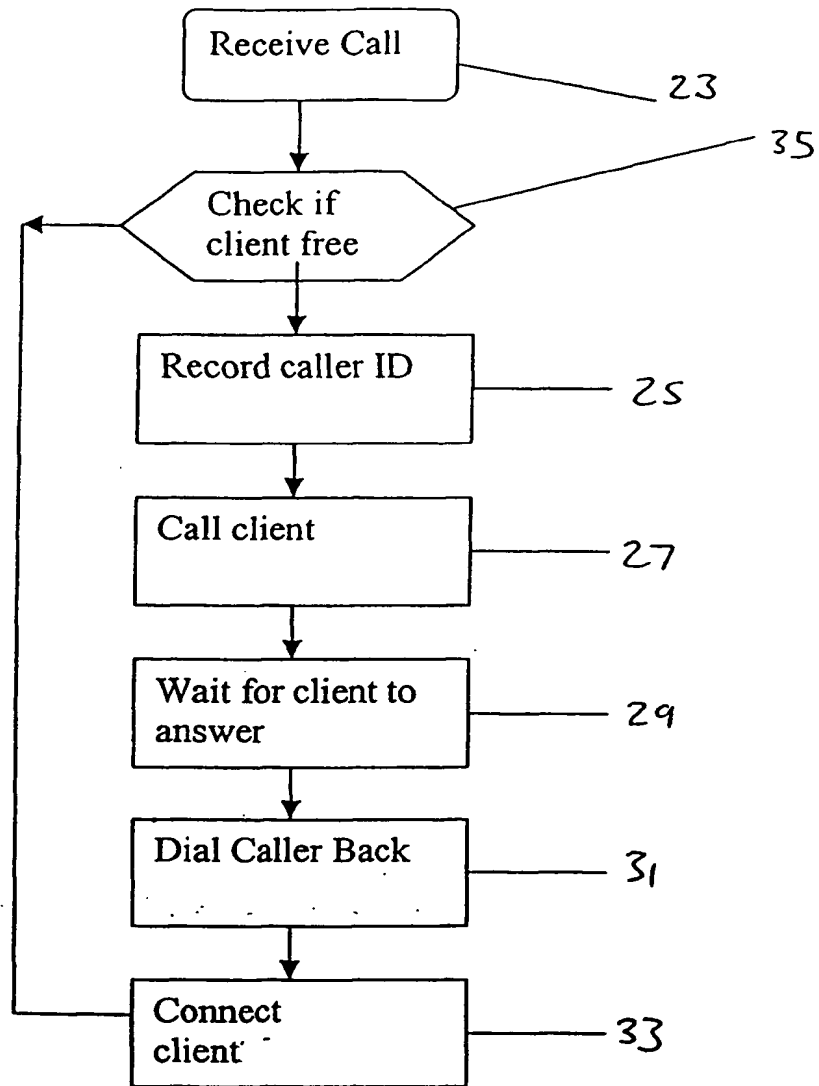 Receive Call
23
35
Check if
client free
Record caller ID
25
Call client
27
Wait for client to
answer
29
Dial Caller Back
31
Connect
client
33